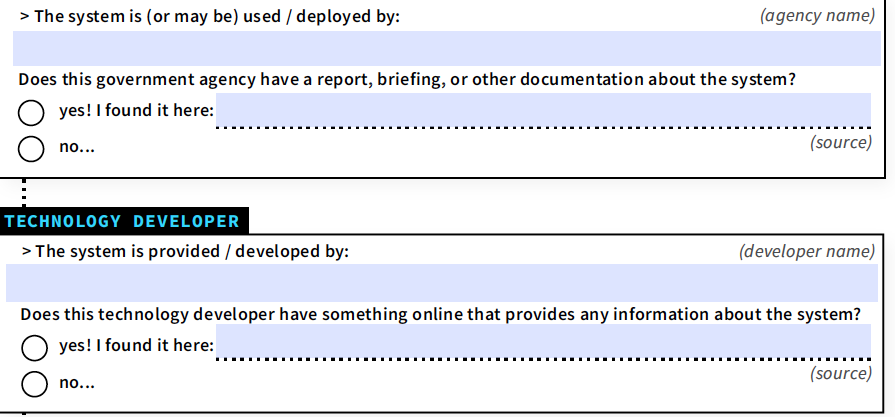 > The system is (or may be) used / deployed by: (agency name)
Does this government agency have a report, briefing, or other documentation about the system?
yes! I found it here:
(source)
no...
TECHNOLOGY DEVELOPER
> The system is provided / developed by: (developer name)
Does this technology developer have something online that provides any information about the system?
yes! I found it here:
(source)
no...